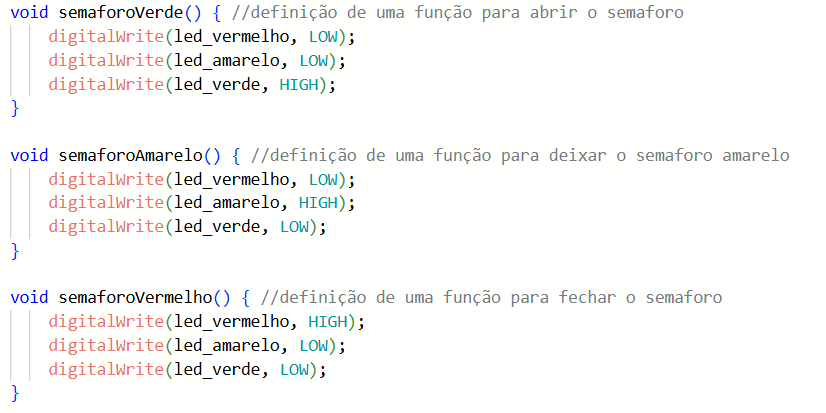 void semaforoVerde() { //definição de uma função para abrir o semaforo
digitalWrite(led_vermelho, LOW);
digitalWrite(led_amarelo, LOW);
digitalWrite(led_verde, HIGH);
}
void semaforoAmarelo() { //definição de uma função para deixar o semaforo amarelo
digitalWrite(led_vermelho, LOW);
digitalWrite(led_amarelo, HIGH);
digitalWrite(led_verde, LOW);
}
void semaforoVermelho() { //definição de uma função para fechar o semaforo
digitalWrite(led_vermelho, HIGH);
digitalWrite(led_amarelo, LOW);
digitalWrite(led_verde, LOW);
}